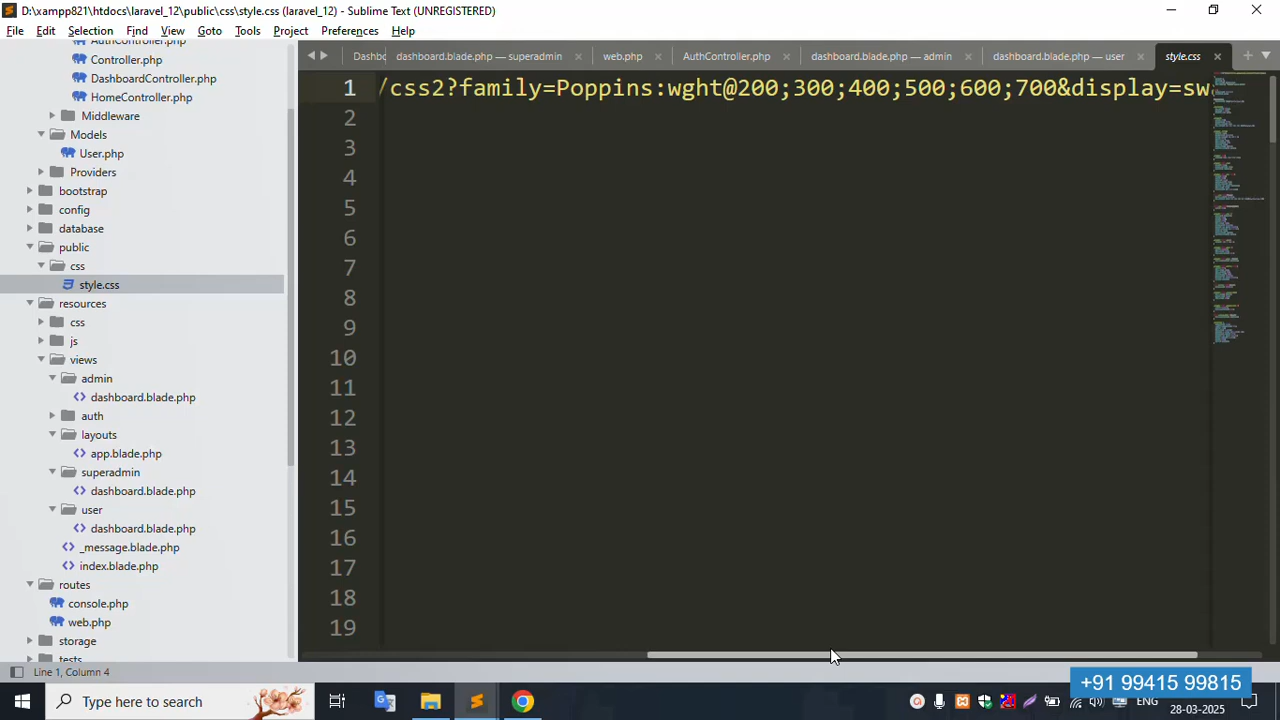 D:\xampp821\htdocs\laravel_12\public\css\style.css (laravel_12) - Sublime Text (UNREGISTERED)
File Edit Selection Find View Goto Tools Project Preferences Help
dashboard.blade.php — superadmin web.php AuthController.php dashboard.blade.php — admin dashboard.blade.php — user style.css
AuthController.php
Controller.php
DashboardController.php
HomeController.php
Middleware
Models
User.php
Providers
bootstrap
config
database
public
css
style.css
resources
css
js
views
admin
dashboard.blade.php
auth
layouts
app.blade.php
superadmin
dashboard.blade.php
user
dashboard.blade.php
_message.blade.php
index.blade.php
routes
console.php
web.php
storage
tests
1 /css2?family=Poppins:wght@200;300;400;500;600;700&display=sw
2
3
4
5
6
7
8
9
10
11
12
13
14
15
16
17
18
19
Line 1, Column 4
+91 99415 99815
Type here to search
ENG
28-03-2025